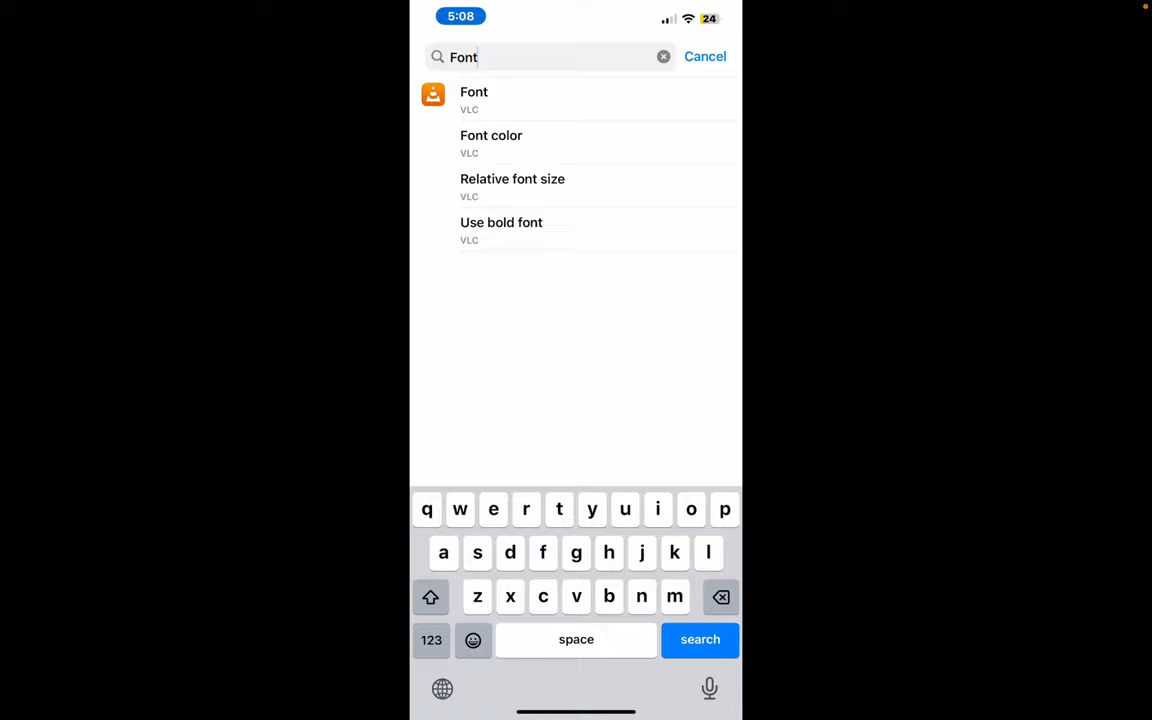 5:08
24
Font
Cancel
Font
VLC
Font color
VLC
Relative font size
VLC
Use bold font
VLC
q w e r t y u i o p
a s d f g h j k l
z x c v b n m
123 space search